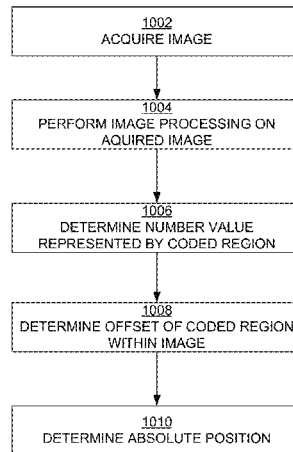 1002
ACQUIRE IMAGE
1004
PERFORM IMAGE PROCESSING ON
AQUIRED IMAGE
1006
DETERMINE NUMBER VALUE
REPRESENTED BY CODED REGION
1008
DETERMINE OFFSET OF CODED REGION
WITHIN IMAGE
1010
DETERMINE ABSOLUTE POSITION